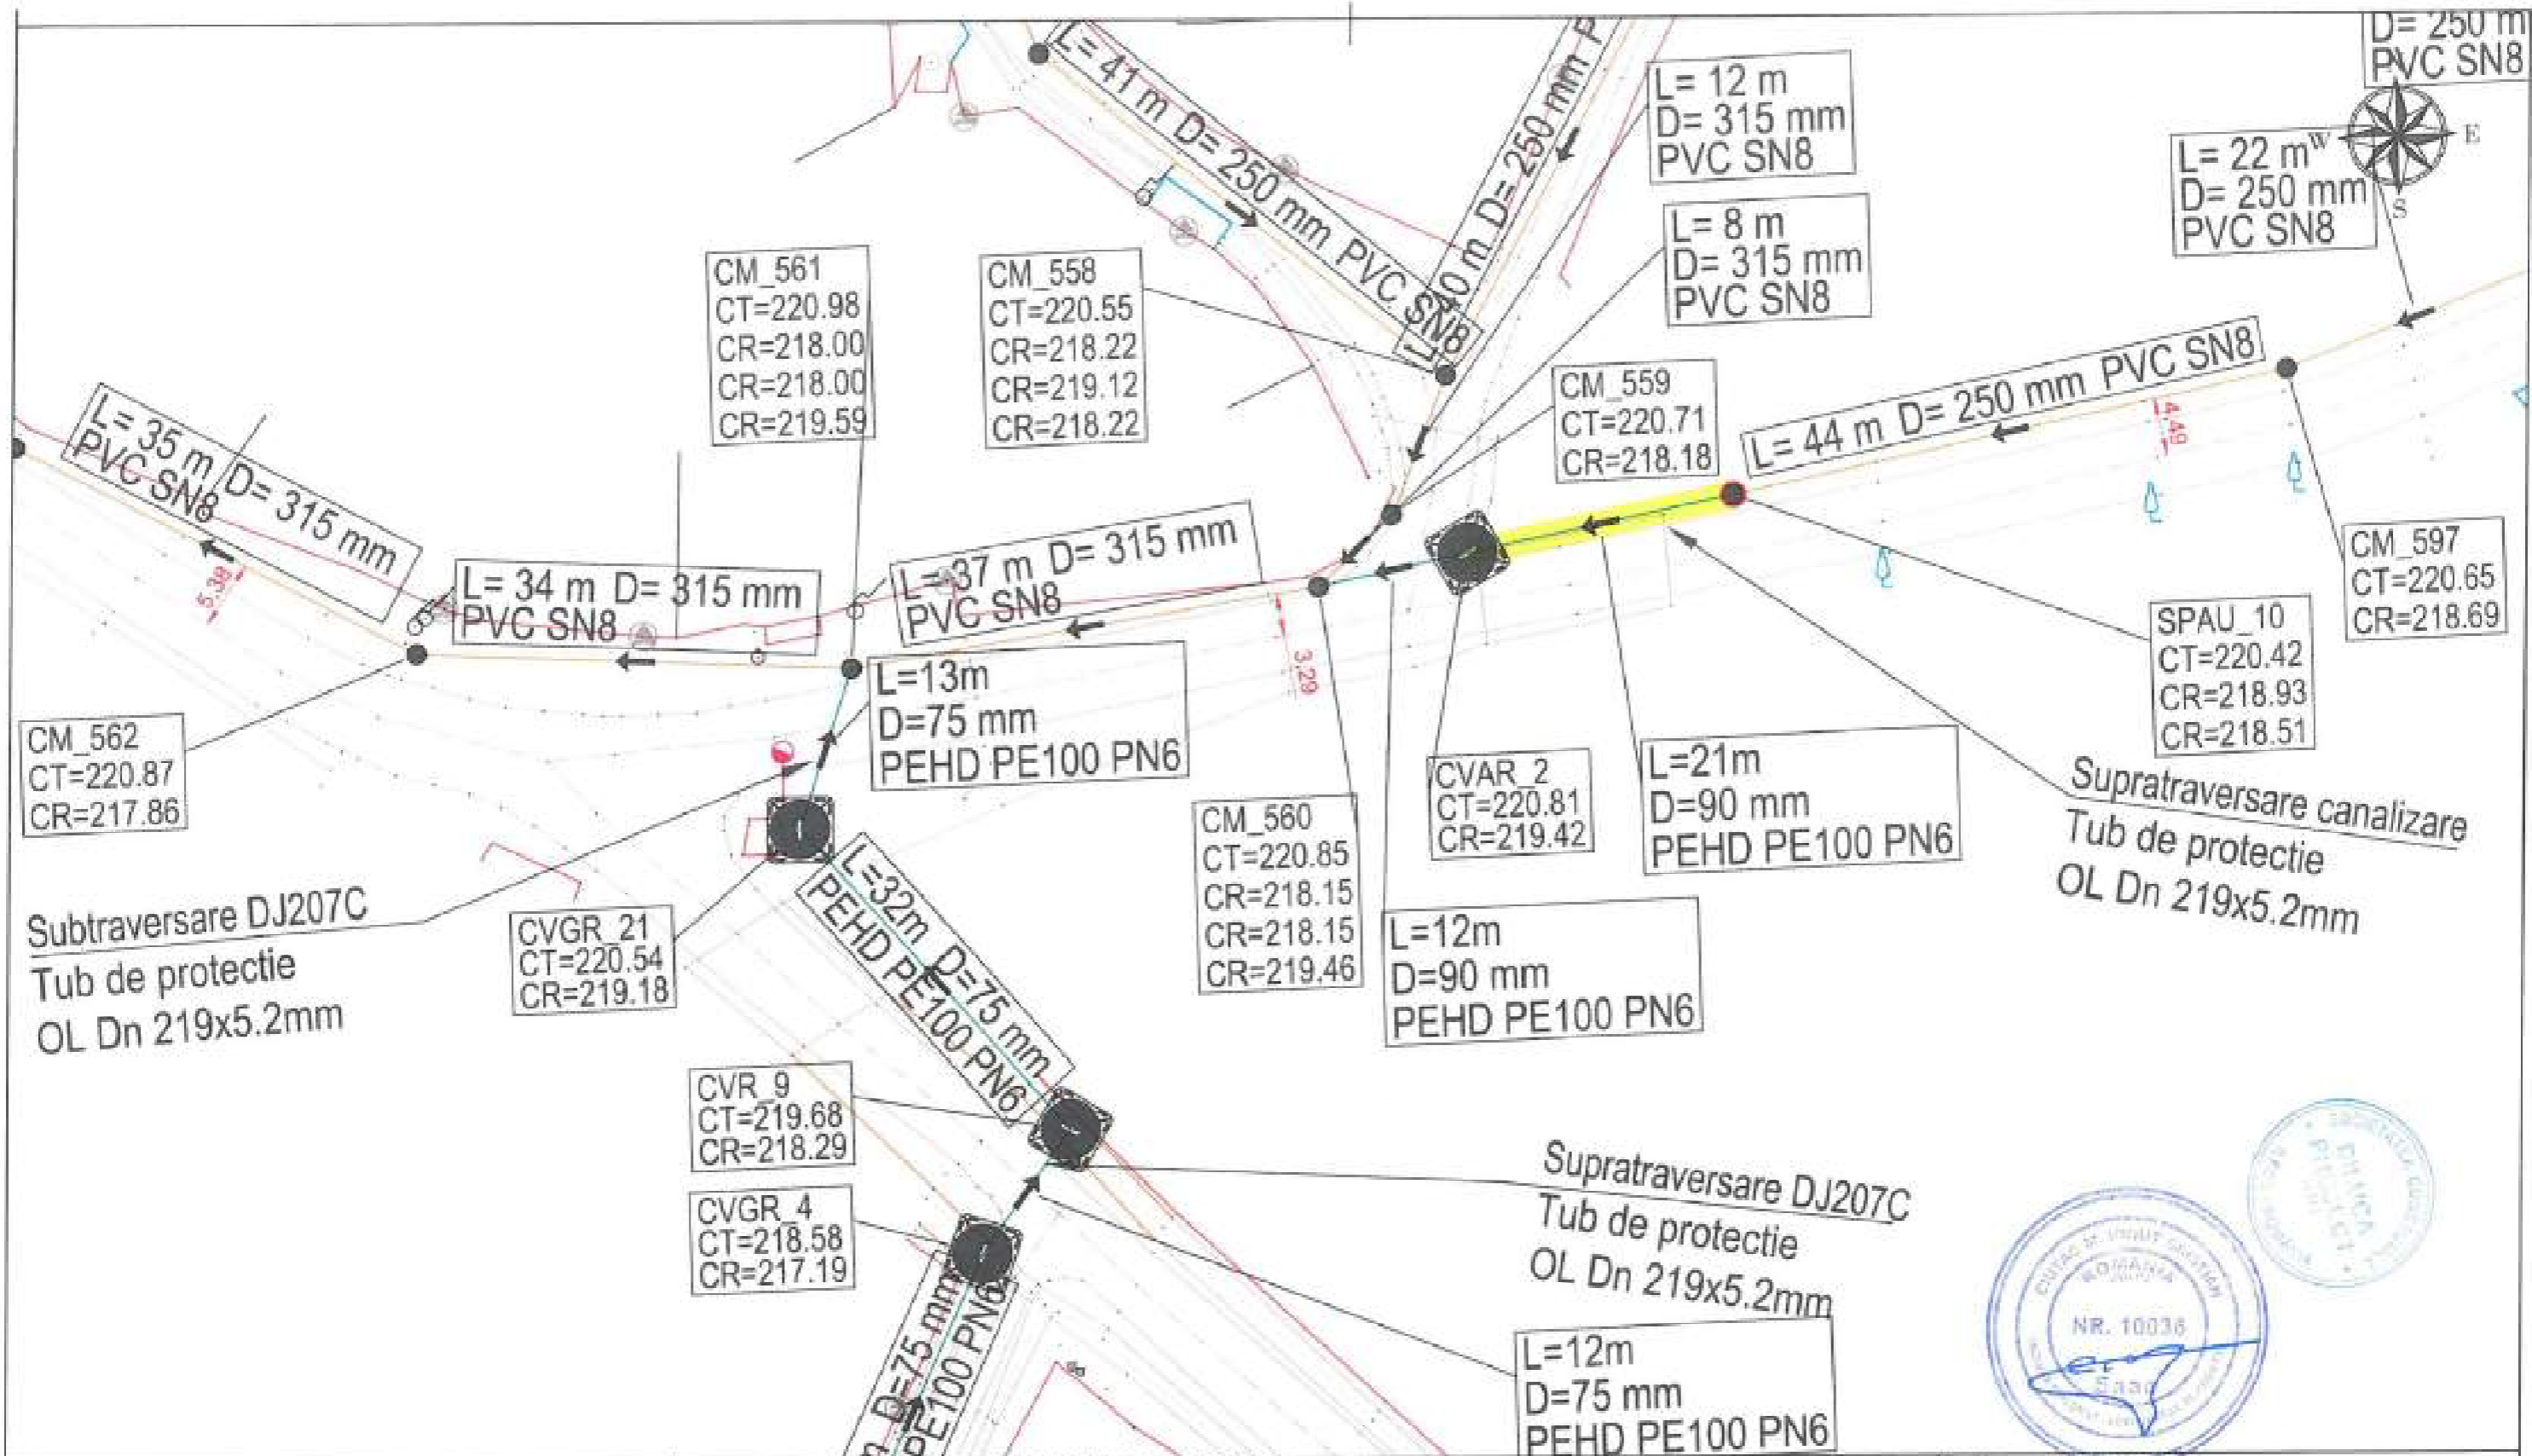 L= 41 m D= 250 mm PVC SN8
40 m D= 250 mm P
L= 12 m
D= 315 mm
PVC SN8
D= 250 m
PVC SN8
W
E
S
L= 22 m
D= 250 mm
PVC SN8
L= 8 m
D= 315 mm
PVC SN8
CM_561
CT=220.98
CR=218.00
CR=218.00
CR=219.59
CM_558
CT=220.55
CR=218.22
CR=219.12
CR=218.22
CM_559
CT=220.71
CR=218.18
L= 44 m D= 250 mm PVC SN8
4.49
L= 35 m D= 315 mm
PVC SN8
5.38
L= 34 m D= 315 mm
PVC SN8
L= 37 m D= 315 mm
PVC SN8
3.29
CM_597
CT=220.65
CR=218.69
SPAU_10
CT=220.42
CR=218.93
CR=218.51
L=13m
D=75 mm
PEHD PE100 PN6
CM_562
CT=220.87
CR=217.86
CVAR_2
CT=220.81
CR=219.42
L=21m
D=90 mm
PEHD PE100 PN6
Supratraversare canalizare
Tub de protectie
OL Dn 219x5.2mm
CM_560
CT=220.85
CR=218.15
CR=218.15
CR=219.46
L=12m
D=90 mm
PEHD PE100 PN6
Subtraversare DJ207C
Tub de protectie
OL Dn 219x5.2mm
CVGR_21
CT=220.54
CR=219.18
L=32m D=75 mm
PEHD PE100 PN6
CVR_9
CT=219.68
CR=218.29
CVGR_4
CT=218.58
CR=217.19
Supratraversare DJ207C
Tub de protectie
OL Dn 219x5.2mm
D=75 mm
PE100 PN6
L=12m
D=75 mm
PEHD PE100 PN6
ROMANIA
NR. 10036